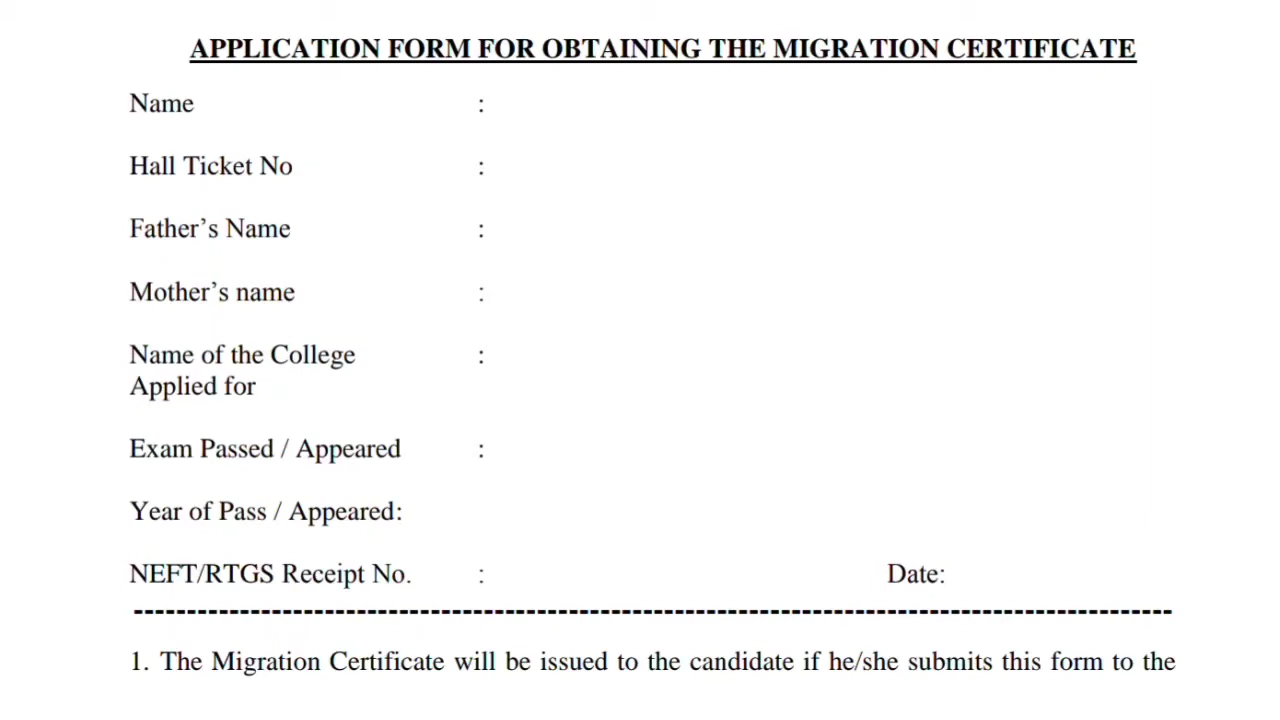 APPLICATION FORM FOR OBTAINING THE MIGRATION CERTIFICATE
Name :
Hall Ticket No :
Father’s Name :
Mother’s name :
Name of the College :
Applied for
Exam Passed / Appeared :
Year of Pass / Appeared:
NEFT/RTGS Receipt No. : Date:
--------------------------------------------------------------------------------------------------
1. The Migration Certificate will be issued to the candidate if he/she submits this form to the